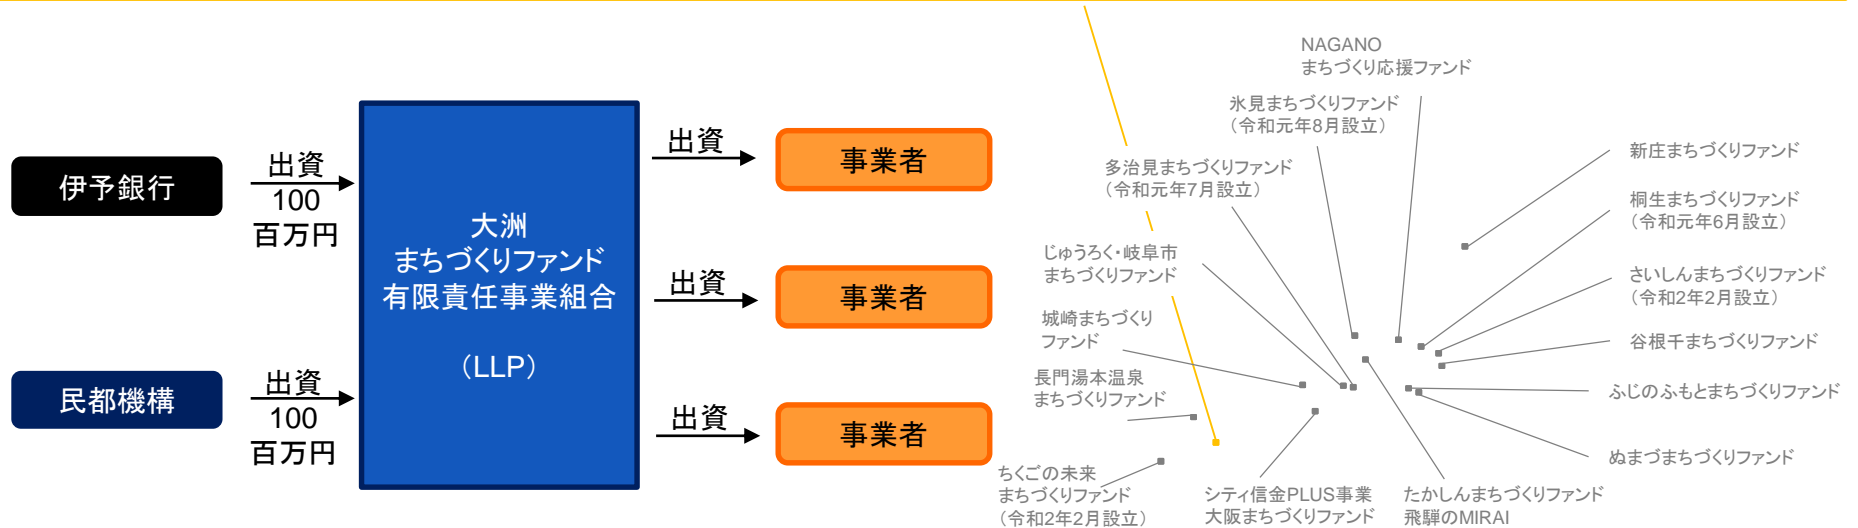 伊予銀行
出資
100
百万円
民都機構
出資
100
百万円
大洲
まちづくりファンド
有限責任事業組合
（LLP）
出資
事業者
出資
事業者
出資
事業者
NAGANO
まちづくり応援ファンド
氷見まちづくりファンド
（令和元年8月設立）
多治見まちづくりファンド
（令和元年7月設立）
じゅうろく・岐阜市
まちづくりファンド
城崎まちづくり
ファンド
長門湯本温泉
まちづくりファンド
ちくごの未来
まちづくりファンド
（令和2年2月設立）
シティ信金PLUS事業
大阪まちづくりファンド
たかしんまちづくりファンド
飛騨のMIRAI
新庄まちづくりファンド
桐生まちづくりファンド
（令和元年6月設立）
さいしんまちづくりファンド
（令和2年2月設立）
谷根千まちづくりファンド
ふじのふもとまちづくりファンド
ぬまづまちづくりファンド